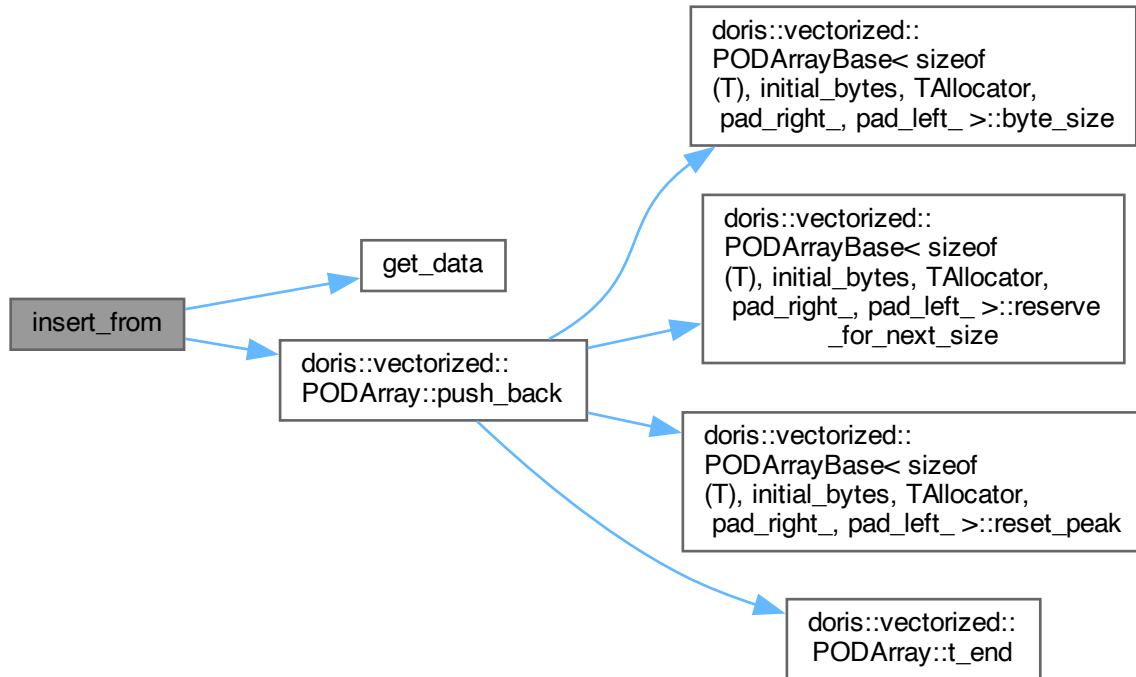 insert_from
get_data
doris::vectorized::
PODArray::push_back
doris::vectorized::
PODArrayBase< sizeof
(T), initial_bytes, TAllocator,
pad_right_, pad_left_ >::byte_size
doris::vectorized::
PODArrayBase< sizeof
(T), initial_bytes, TAllocator,
pad_right_, pad_left_ >::reserve
_for_next_size
doris::vectorized::
PODArrayBase< sizeof
(T), initial_bytes, TAllocator,
pad_right_, pad_left_ >::reset_peak
doris::vectorized::
PODArray::t_end